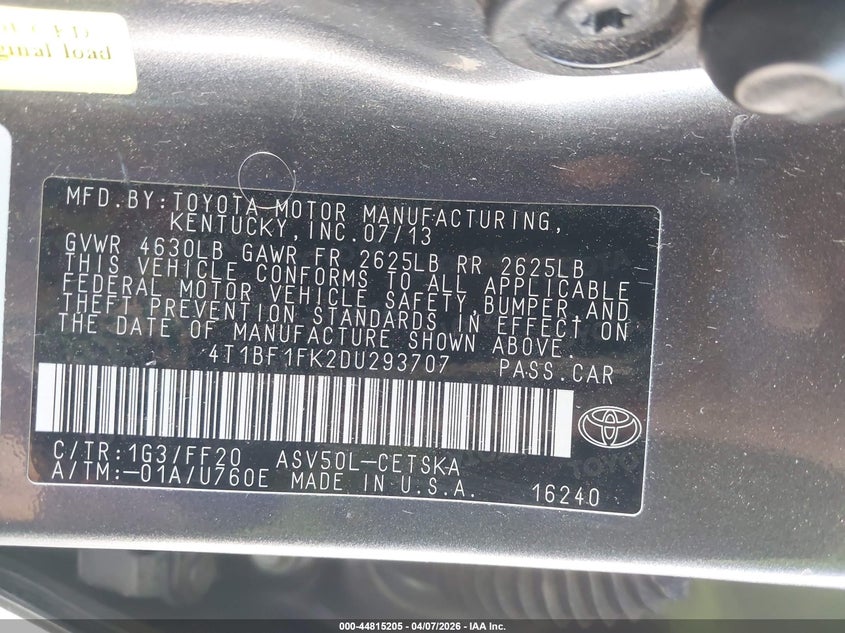 ginal load
MFD.BY:TOYOTA MOTOR MANUFACTURING,
KENTUCKY, INC. 07/13
GVWR 4630LB GAWR FR 2625LB RR 2625LB
THIS VEHICLE CONFORMS TO ALL APPLICABLE
FEDERAL MOTOR VEHICLE SAFETY,BUMPER,AND
THEFT PREVENTION STANDARDS IN EFFECT ON
THE DATE OF MANUFACTURE SHOWN ABOVE.
4T1BF1FK2DU293707 PASS.CAR
C/TR:1G3/FF20 ASV50L-CETSKA
A/TM:-01A/U760E MADE IN U.S.A. 16240
000-44815205 - 04/07/2026 - IAA Inc.